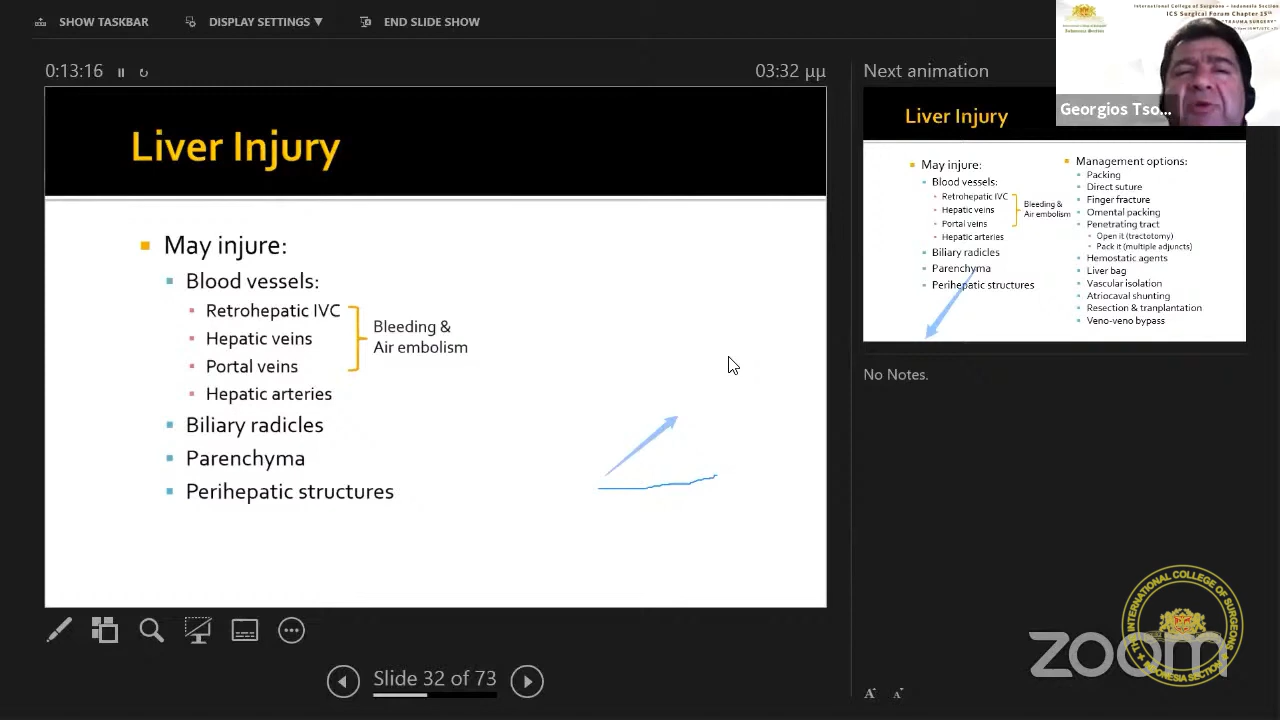 SHOW TASKBAR
DISPLAY SETTINGS ▼
END SLIDE SHOW
0:13:16
03:32 μμ
Liver Injury
May injure:
Blood vessels:
Retrohepatic IVC
Hepatic veins
Portal veins
Hepatic arteries
Bleeding &
Air embolism
Biliary radicles
Parenchyma
Perihepatic structures
Slide 32 of 73
Next animation
Liver Injury
May injure:
Blood vessels:
Retrohepatic IVC
Hepatic veins
Portal veins
Hepatic arteries
Bleeding &
Air embolism
Biliary radicles
Parenchyma
Perihepatic structures
Management options:
Packing
Direct suture
Finger fracture
Omental packing
Penetrating tract
Open it (tractotomy)
Pack it (multiple adjuncts)
Hemostatic agents
Liver bag
Vascular isolation
Atriocaval shunting
Resection & tranplantation
Veno-veno bypass
No Notes.
International College of Surgeons - Indonesia Section
ICS Surgical Forum Chapter 15th
"TRAUMA SURGERY"
Georgios Tso...
zoom
THE INTERNATIONAL COLLEGE OF SURGEONS
INDONESIA SECTION
A
A